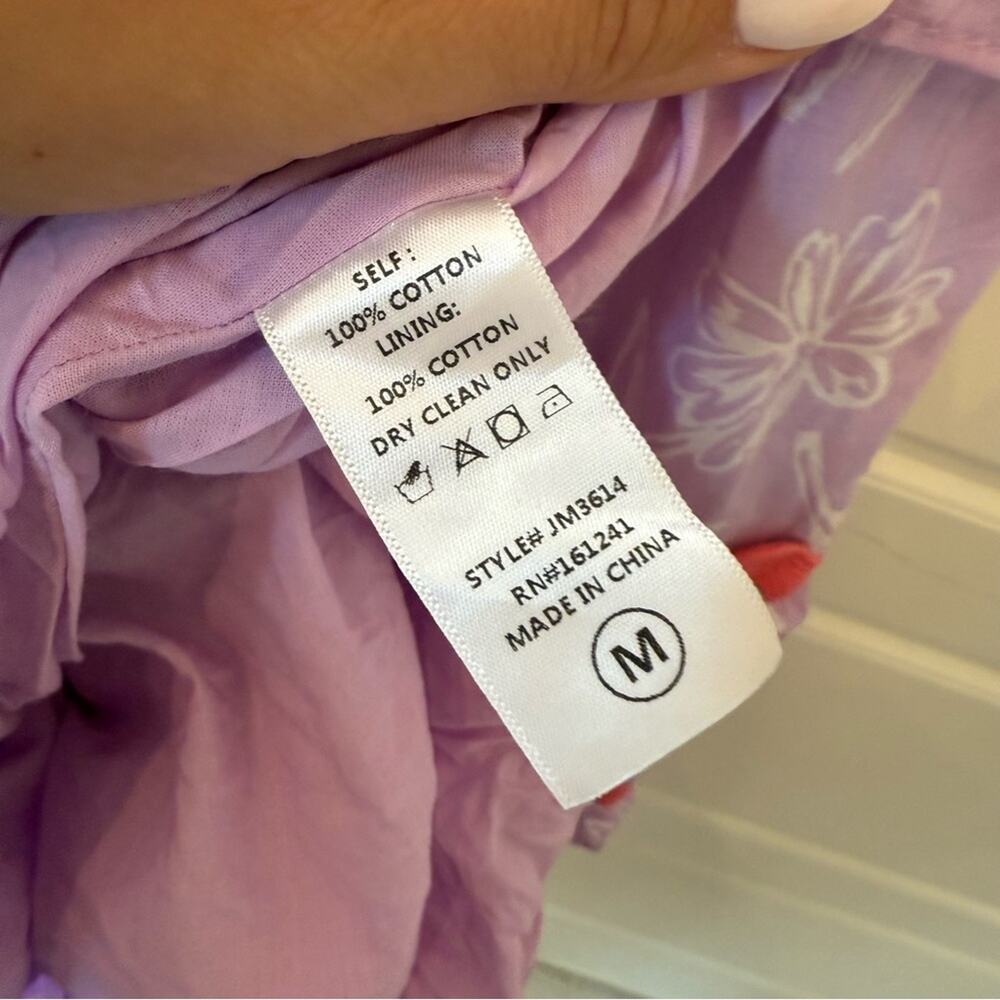 SELF :
100% COTTON
LINING:
100% COTTON
DRY CLEAN ONLY
STYLE# JM3614
RN#161241
MADE IN CHINA
M